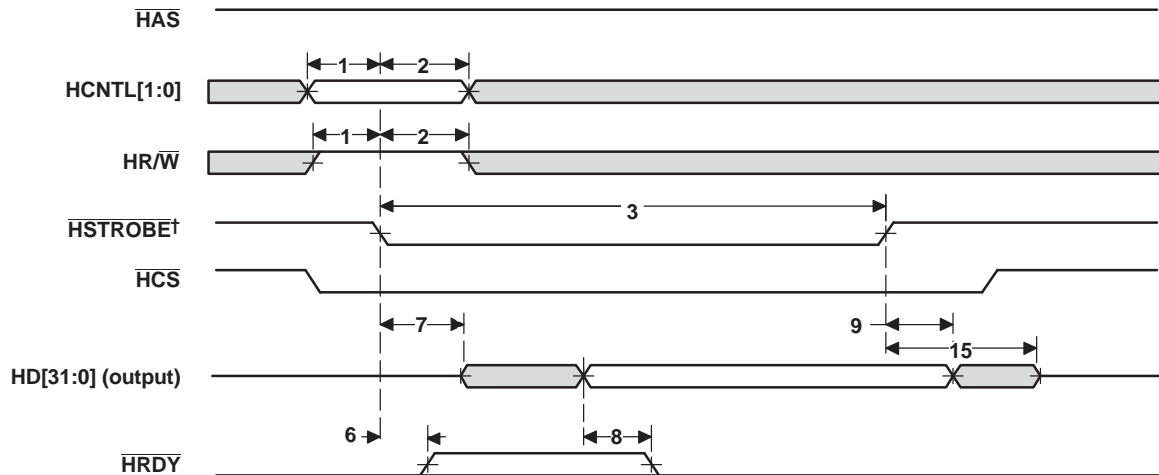 HAS
1 2
HCNTL[1:0]
1 2
HR/W
3
HSTROBE†
HCS
7 9
15
HD[31:0] (output)
6 8
HRDY